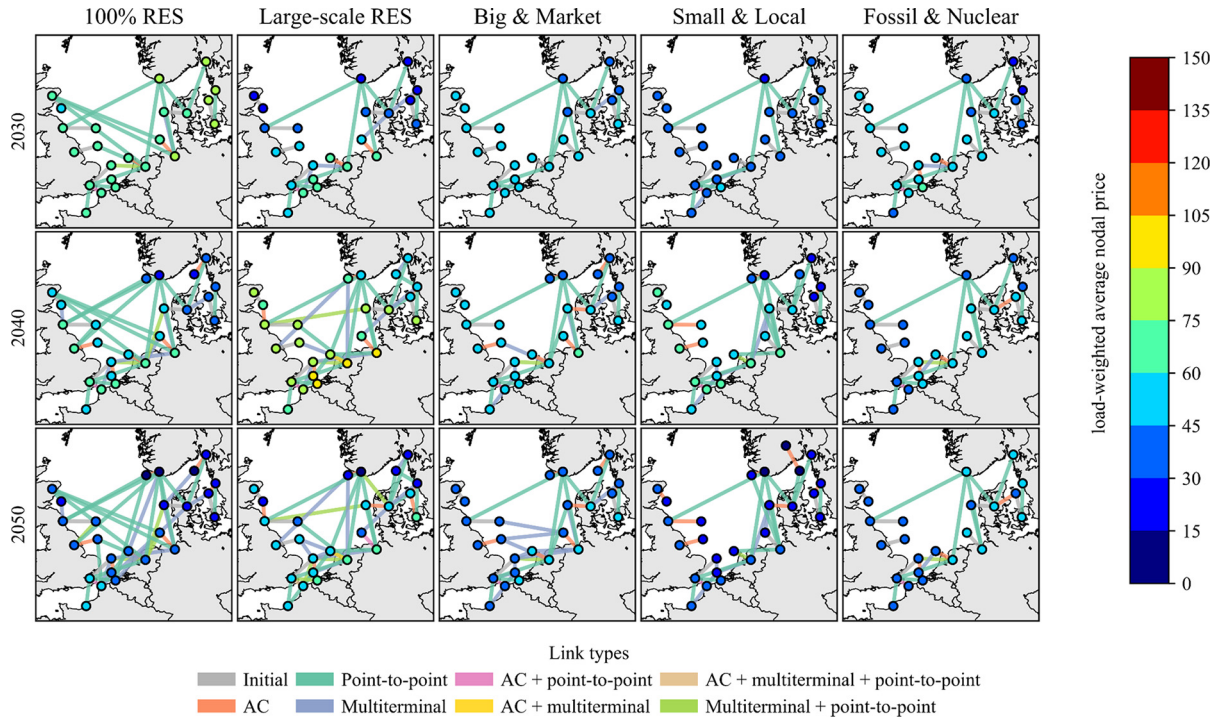 100% RES Large-scale RES Big & Market Small & Local Fossil & Nuclear
2030
2040
2050
150
135
120
105
90
75
60
45
30
15
0
load-weighted average nodal price
Link types
Initial Point-to-point AC + point-to-point AC + multiterminal + point-to-point
AC Multiterminal AC + multiterminal Multiterminal + point-to-point